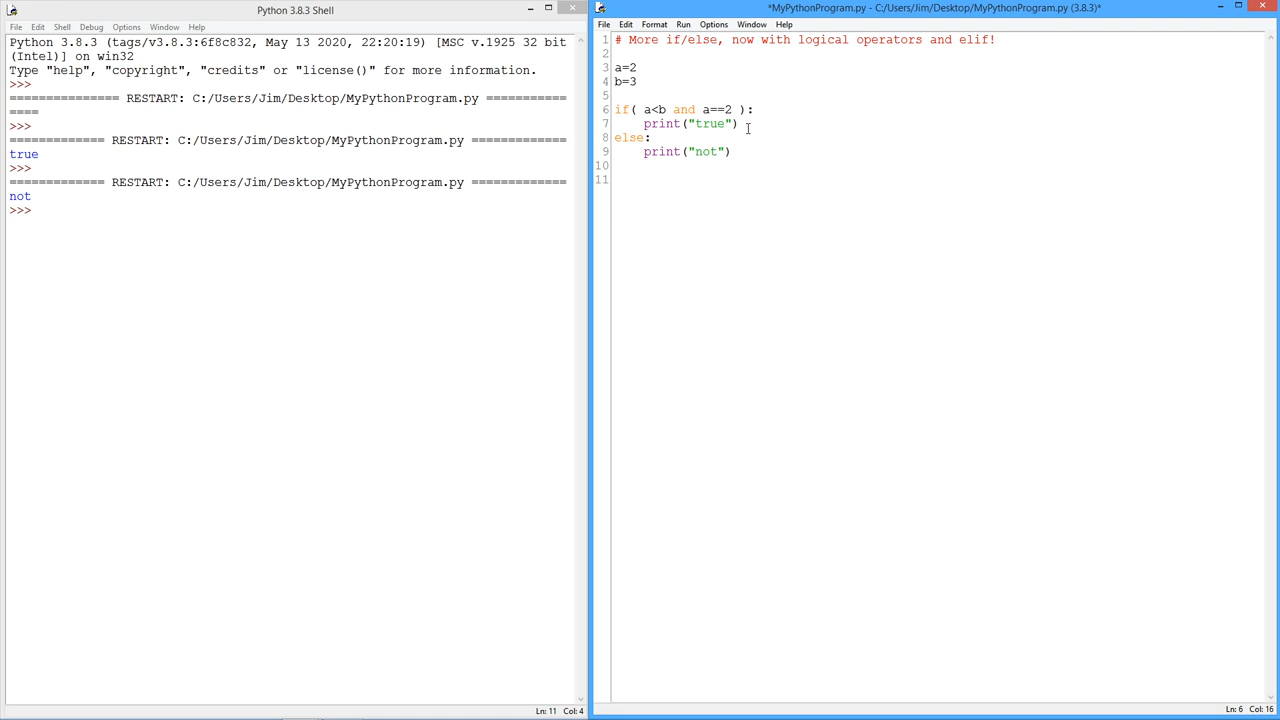 Python 3.8.3 Shell
File Edit Shell Debug Options Window Help
Python 3.8.3 (tags/v3.8.3:6f8c832, May 13 2020, 22:20:19) [MSC v.1925 32 bit
(Intel)] on win32
Type "help", "copyright", "credits" or "license()" for more information.
>>>
=============== RESTART: C:/Users/Jim/Desktop/MyPythonProgram.py ===========
====
>>>
============= RESTART: C:/Users/Jim/Desktop/MyPythonProgram.py =============
true
>>>
============= RESTART: C:/Users/Jim/Desktop/MyPythonProgram.py =============
not
>>>
Ln: 11 Col: 4
*MyPythonProgram.py - C:/Users/Jim/Desktop/MyPythonProgram.py (3.8.3)*
File Edit Format Run Options Window Help
1 # More if/else, now with logical operators and elif!
2
3 a=2
4 b=3
5
6 if( a<b and a==2 ):
7     print("true")
8 else:
9     print("not")
10
11
Ln: 6 Col: 16